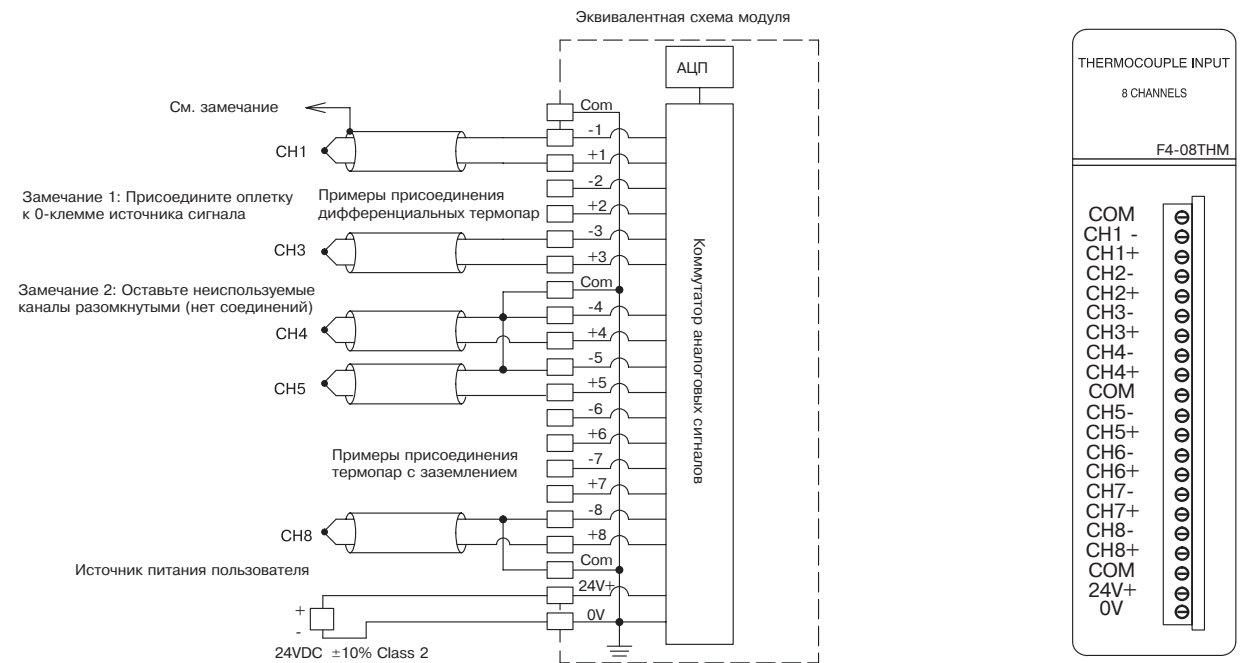 Эквивалентная схема модуля
АЦП
См. замечание
CH1
Замечание 1: Присоедините оплетку
к 0-клемме источника сигнала
Примеры присоединения
дифференциальных термопар
CH3
Замечание 2: Оставьте неиспользуемые
каналы разомкнутыми (нет соединений)
CH4
CH5
Примеры присоединения
термопар с заземлением
CH8
Источник питания пользователя
+
-
24VDC ±10% Class 2
Com
-1
+1
-2
+2
-3
+3
Com
-4
+4
-5
+5
-6
+6
-7
+7
-8
+8
Com
24V+
0V
Коммутатор аналоговых сигналов
THERMOCOUPLE INPUT
8 CHANNELS
F4-08THM
COM
CH1 -
CH1+
CH2-
CH2+
CH3-
CH3+
CH4-
CH4+
COM
CH5-
CH5+
CH6-
CH6+
CH7-
CH7+
CH8-
CH8+
COM
24V+
0V